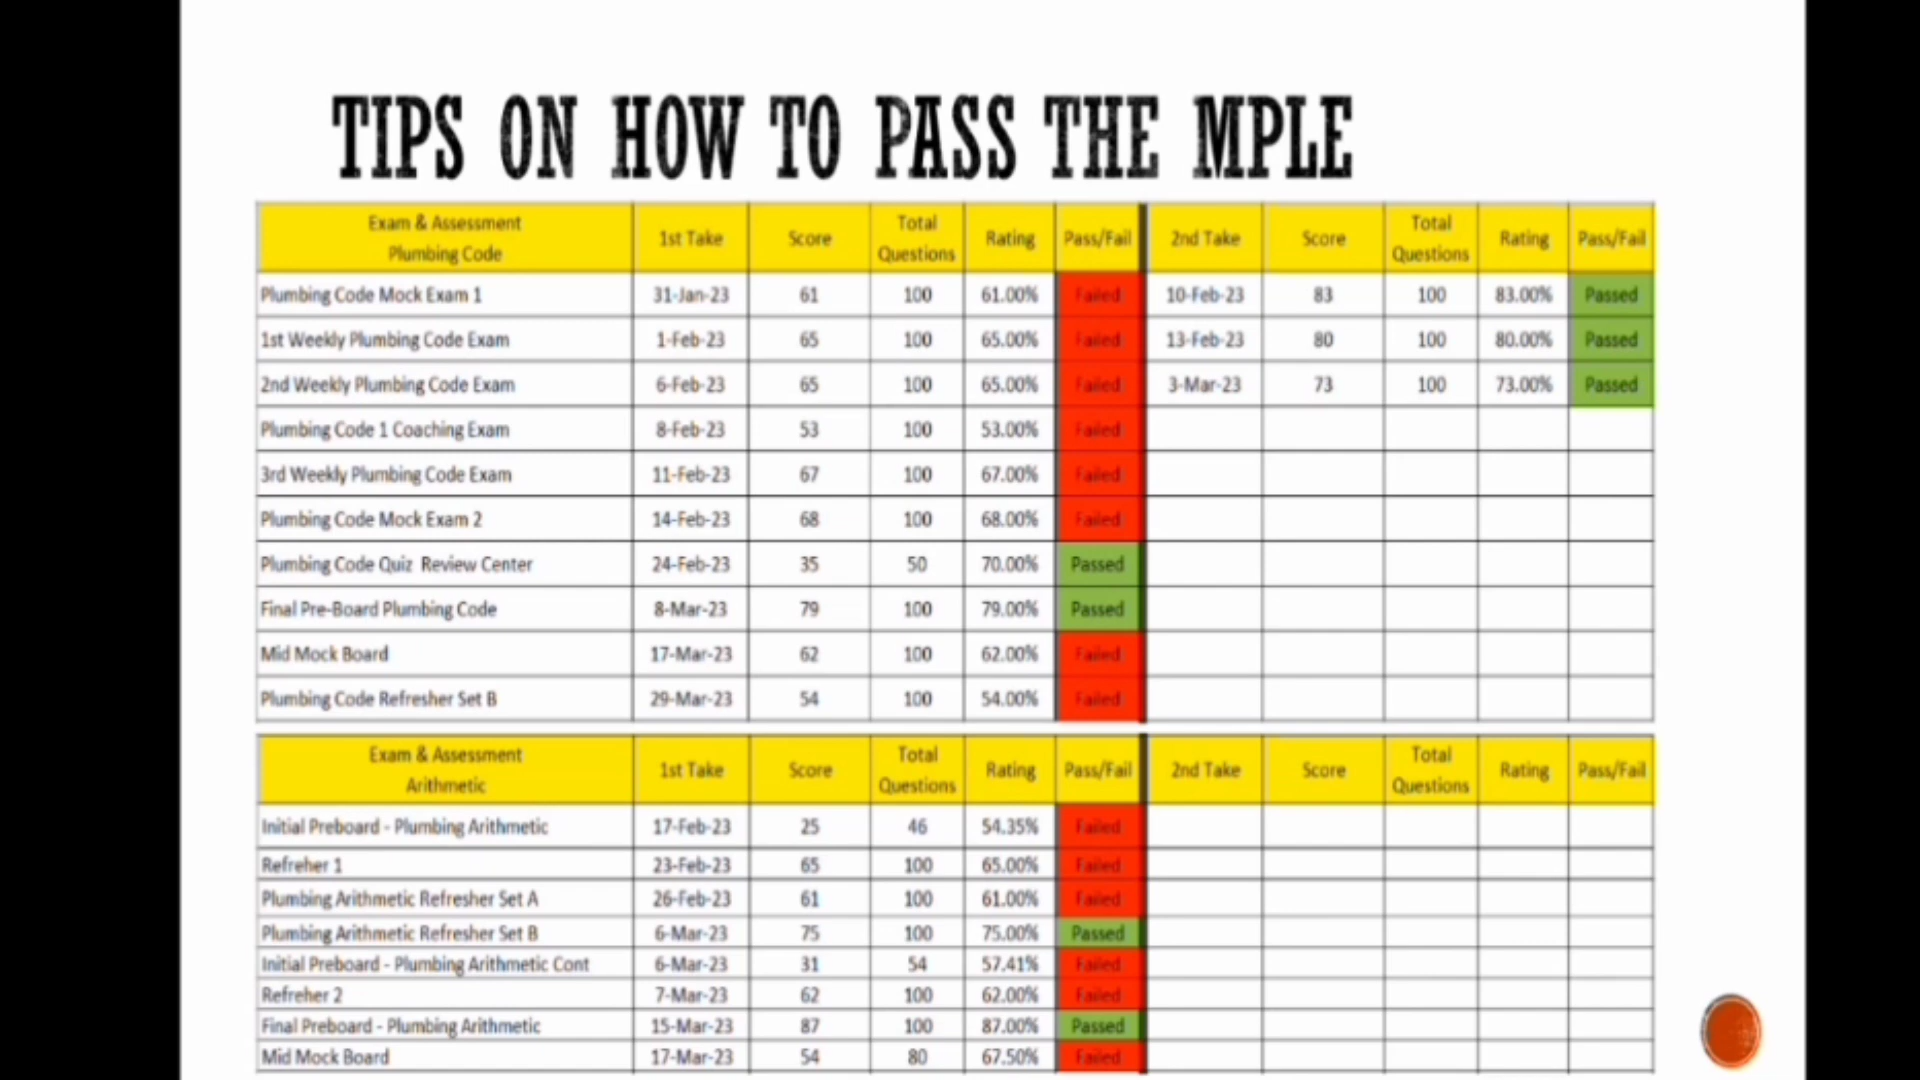 TIPS ON HOW TO PASS THE MPLE
Exam & Assessment Plumbing Code 1st Take Score Total Questions Rating Pass/Fail 2nd Take Score Total Questions Rating Pass/Fail
Plumbing Code Mock Exam 1 31-Jan-23 61 100 61.00% Failed 10-Feb-23 83 100 83.00% Passed
1st Weekly Plumbing Code Exam 1-Feb-23 65 100 65.00% Failed 13-Feb-23 80 100 80.00% Passed
2nd Weekly Plumbing Code Exam 6-Feb-23 65 100 65.00% Failed 3-Mar-23 73 100 73.00% Passed
Plumbing Code 1 Coaching Exam 8-Feb-23 53 100 53.00% Failed
3rd Weekly Plumbing Code Exam 11-Feb-23 67 100 67.00% Failed
Plumbing Code Mock Exam 2 14-Feb-23 68 100 68.00% Failed
Plumbing Code Quiz Review Center 24-Feb-23 35 50 70.00% Passed
Final Pre-Board Plumbing Code 8-Mar-23 79 100 79.00% Passed
Mid Mock Board 17-Mar-23 62 100 62.00% Failed
Plumbing Code Refresher Set B 29-Mar-23 54 100 54.00% Failed
Exam & Assessment Arithmetic 1st Take Score Total Questions Rating Pass/Fail 2nd Take Score Total Questions Rating Pass/Fail
Initial Preboard - Plumbing Arithmetic 17-Feb-23 25 46 54.35% Failed
Refreher 1 23-Feb-23 65 100 65.00% Failed
Plumbing Arithmetic Refresher Set A 26-Feb-23 61 100 61.00% Failed
Plumbing Arithmetic Refresher Set B 6-Mar-23 75 100 75.00% Passed
Initial Preboard - Plumbing Arithmetic Cont 6-Mar-23 31 54 57.41% Failed
Refreher 2 7-Mar-23 62 100 62.00% Failed
Final Preboard - Plumbing Arithmetic 15-Mar-23 87 100 87.00% Passed
Mid Mock Board 17-Mar-23 54 80 67.50% Failed